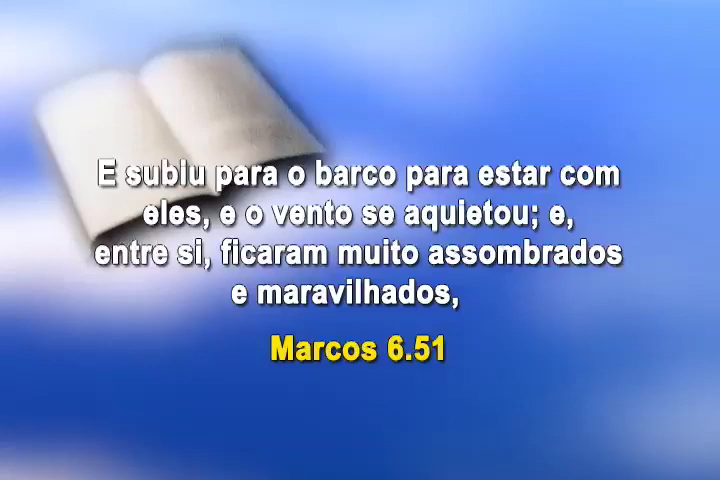 E subiu para o barco para estar com
eles, e o vento se aquietou; e,
entre si, ficaram muito assombrados
e maravilhados,
Marcos 6.51